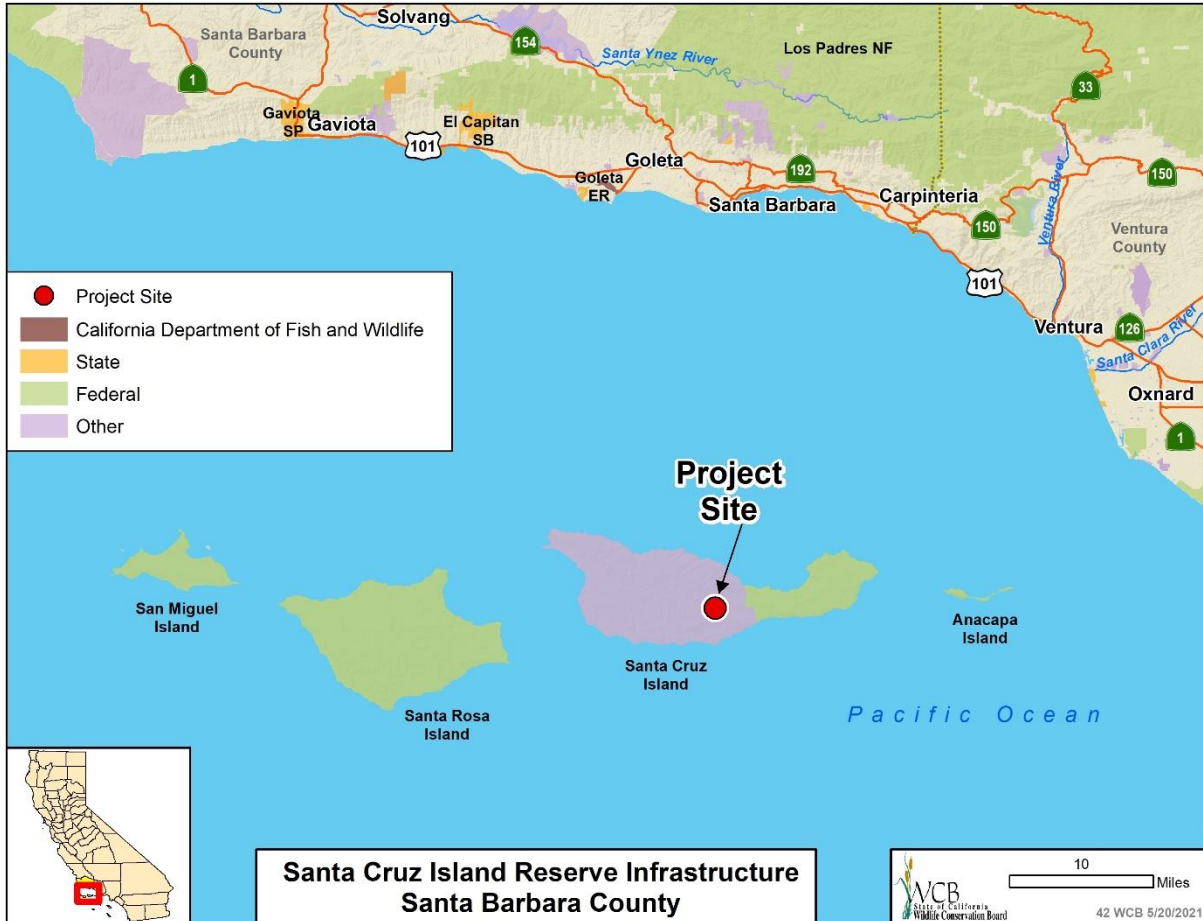 Solvang
Santa Barbara
County
154
Santa Ynez River
Los Padres NF
1
33
Gaviota
SP
Gaviota
El Capitan
SB
101
Goleta
Goleta
ER
192
150
Santa Barbara
Carpinteria
150
Ventura River
Ventura
County
101
Ventura
126
Santa Clara River
Oxnard
1
Project Site
California Department of Fish and Wildlife
State
Federal
Other
Project
Site
San Miguel
Island
Santa Rosa
Island
Santa Cruz
Island
Anacapa
Island
Pacific Ocean
Santa Cruz Island Reserve Infrastructure
Santa Barbara County
WCB
State of California
Wildlife Conservation Board
10
Miles
42 WCB 5/20/2021